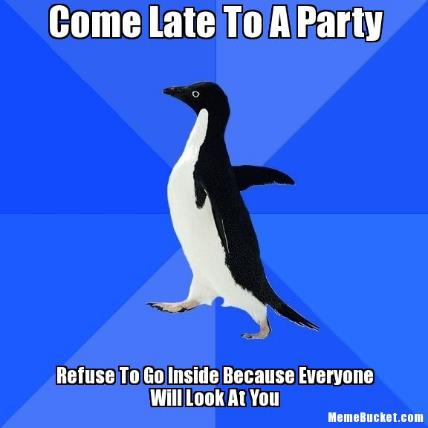 Come Late To A Party
Refuse To Go Inside Because Everyone
Will Look At You
MemeBucket.com